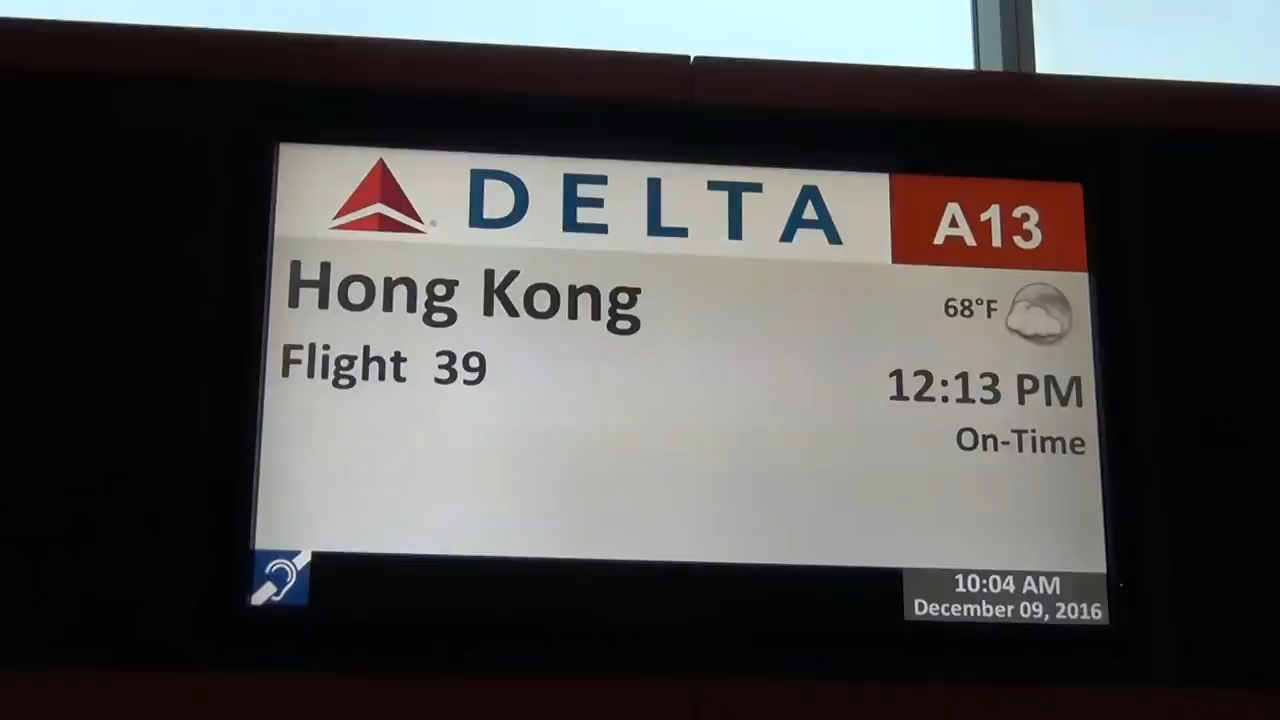 DELTA
A13
Hong Kong
68°F
Flight 39
12:13 PM
On-Time
10:04 AM
December 09, 2016